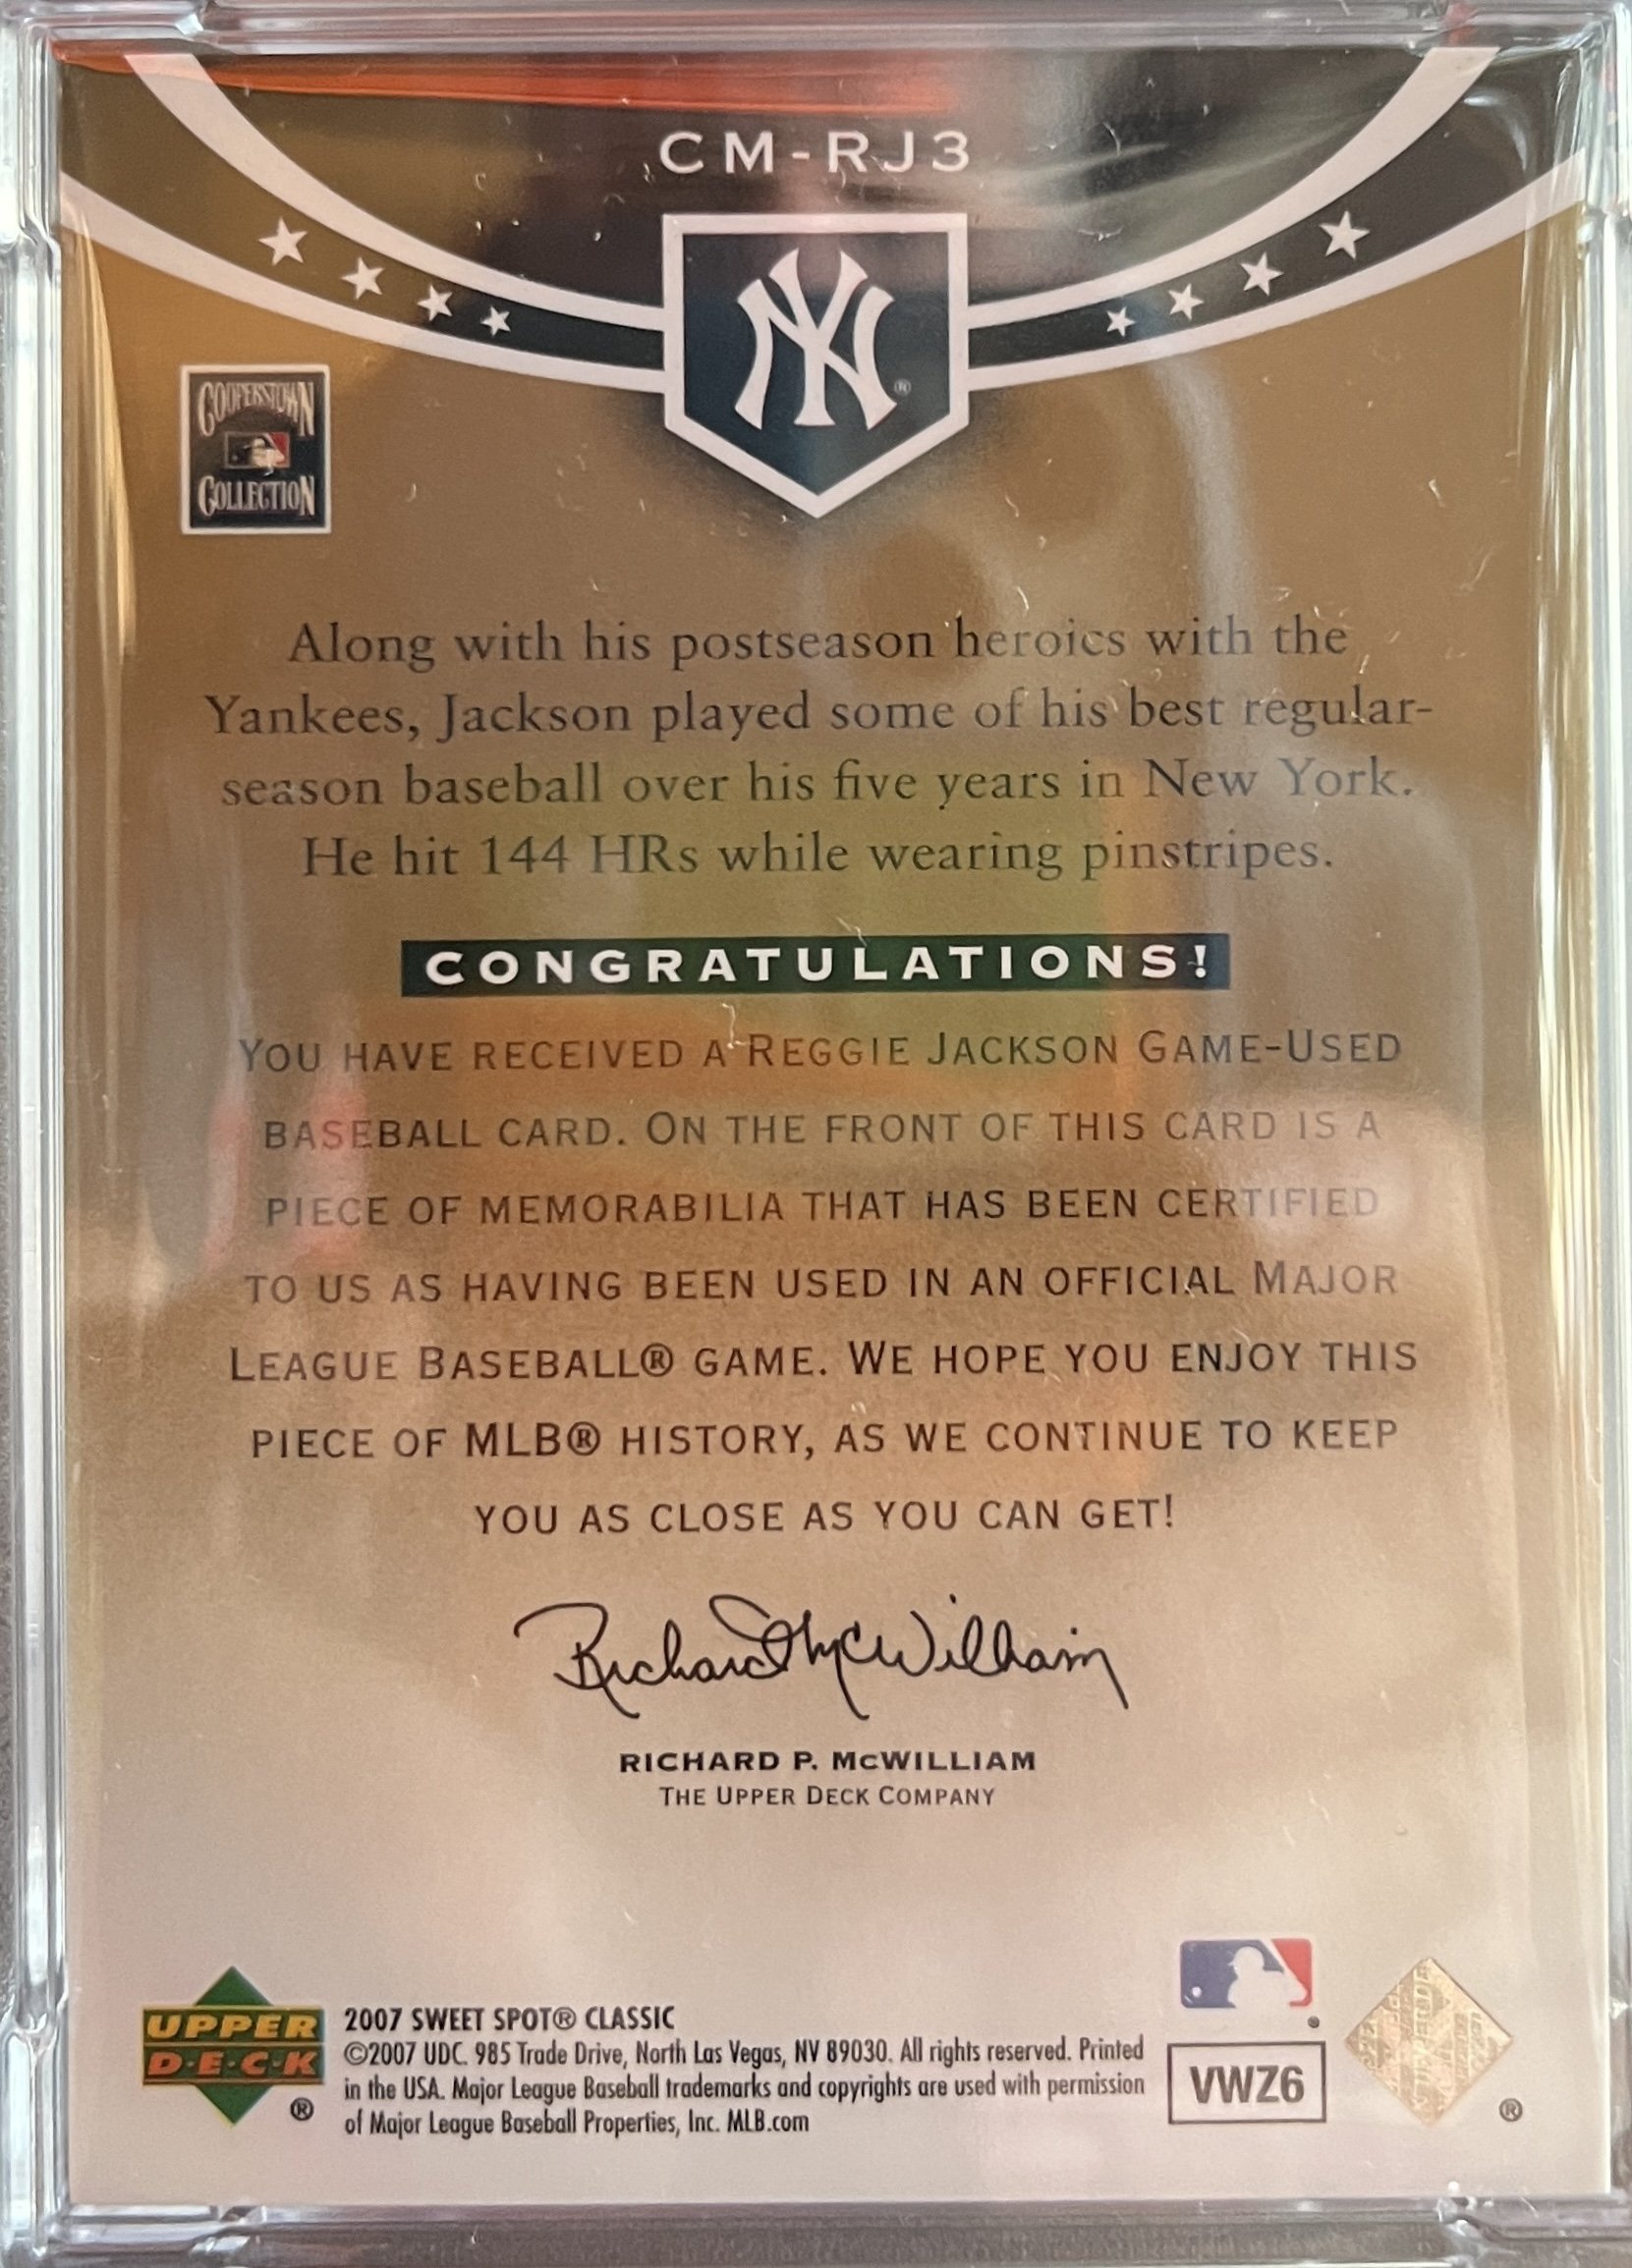 CM-RJ3
NY
®
COOPERSTOWN
COLLECTION
Along with his postseason heroics with the
Yankees, Jackson played some of his best regular-
season baseball over his five years in New York.
He hit 144 HRs while wearing pinstripes.
CONGRATULATIONS!
YOU HAVE RECEIVED A REGGIE JACKSON GAME-USED
BASEBALL CARD. ON THE FRONT OF THIS CARD IS A
PIECE OF MEMORABILIA THAT HAS BEEN CERTIFIED
TO US AS HAVING BEEN USED IN AN OFFICIAL MAJOR
LEAGUE BASEBALL® GAME. WE HOPE YOU ENJOY THIS
PIECE OF MLB® HISTORY, AS WE CONTINUE TO KEEP
YOU AS CLOSE AS YOU CAN GET!
Richard McWilliam
RICHARD P. McWILLIAM
THE UPPER DECK COMPANY
UPPER
D·E·C·K
®
2007 SWEET SPOT® CLASSIC
©2007 UDC. 985 Trade Drive, North Las Vegas, NV 89030. All rights reserved. Printed
in the USA. Major League Baseball trademarks and copyrights are used with permission
of Major League Baseball Properties, Inc. MLB.com
VWZ6
®